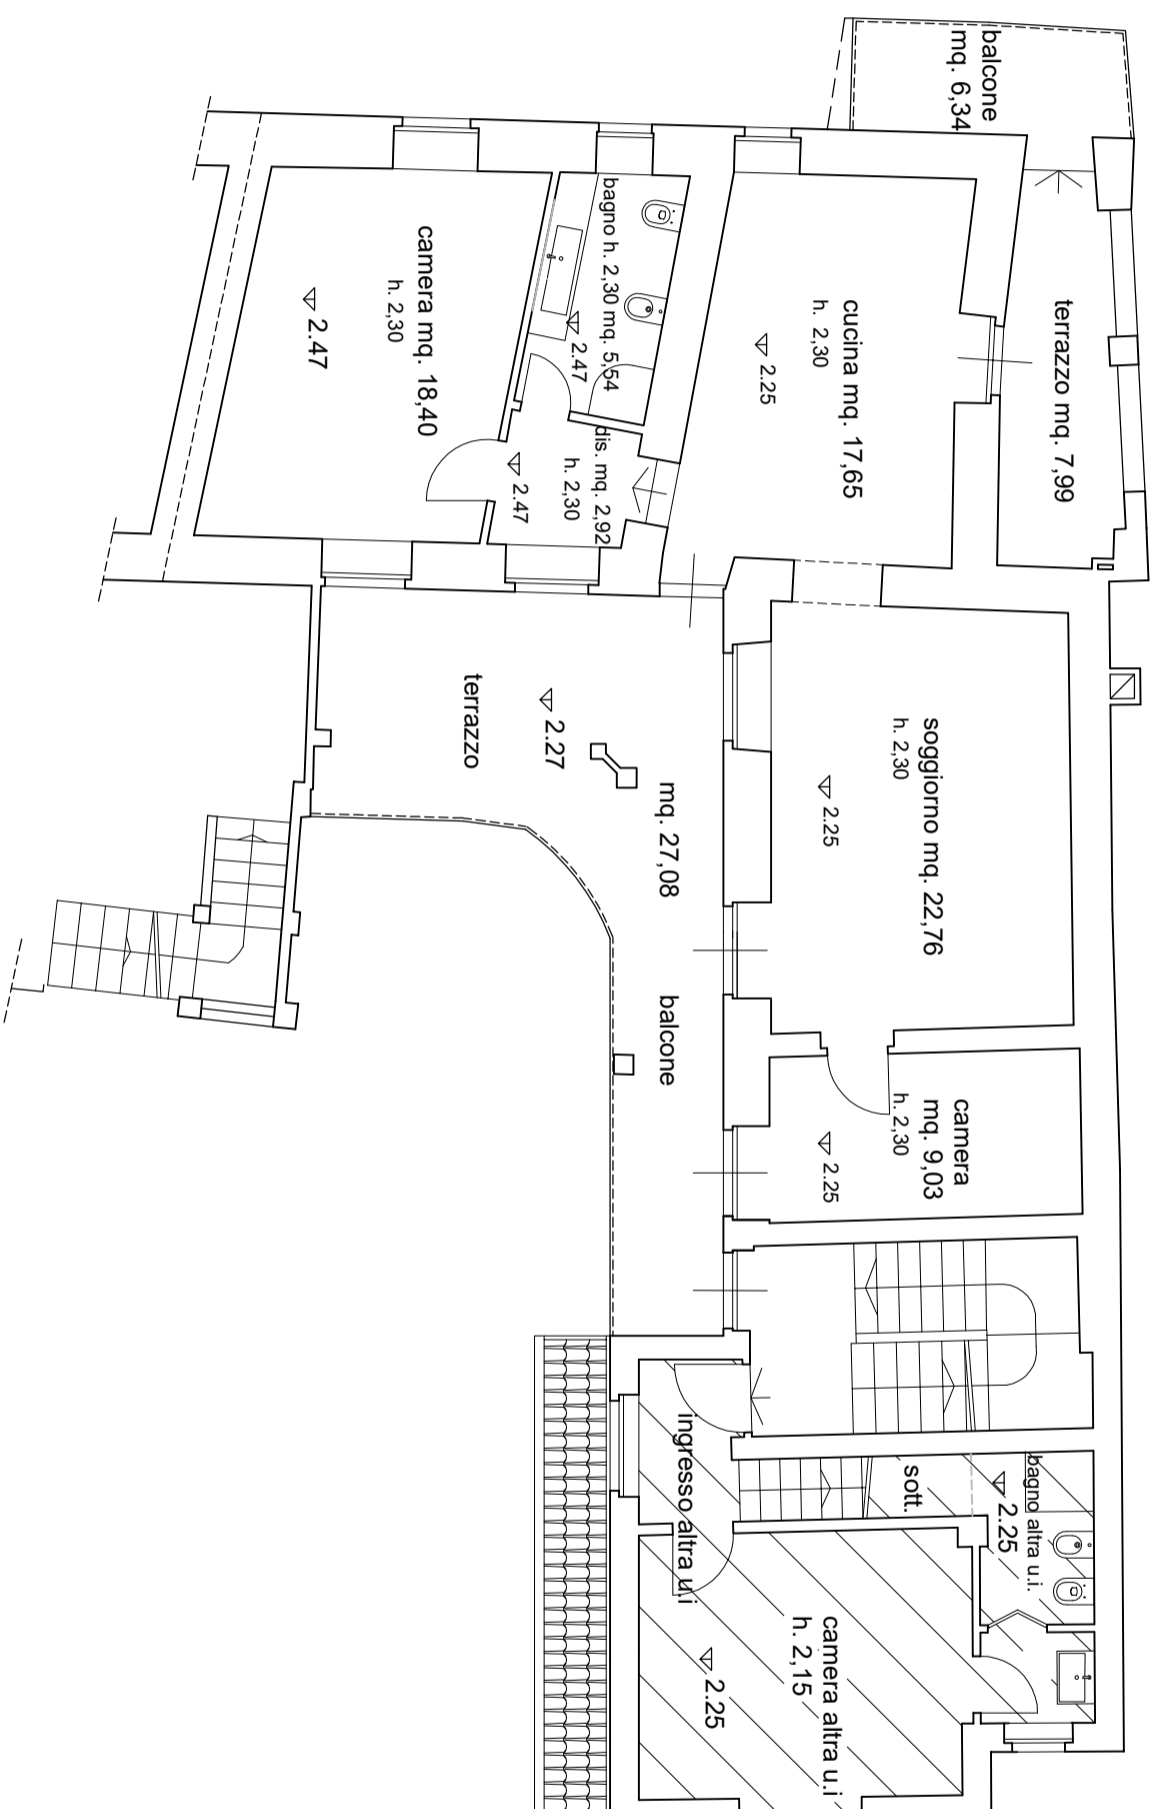 balcone
mq. 6,34
terrazzo mq. 7,99
cucina mq. 17,65
h. 2,30
2.25
bagno h. 2,30 mq. 5,54
2.47
dis. mq. 2,92
h. 2,30
2.47
camera mq. 18,40
h. 2,30
2.47
soggiorno mq. 22,76
h. 2,30
2.25
terrazzo
2.27
mq. 27,08
balcone
camera
mq. 9,03
h. 2,30
2.25
ingresso altra u.i
sott.
bagno altra u.i.
2.25
camera altra u.i
h. 2,15
2.25